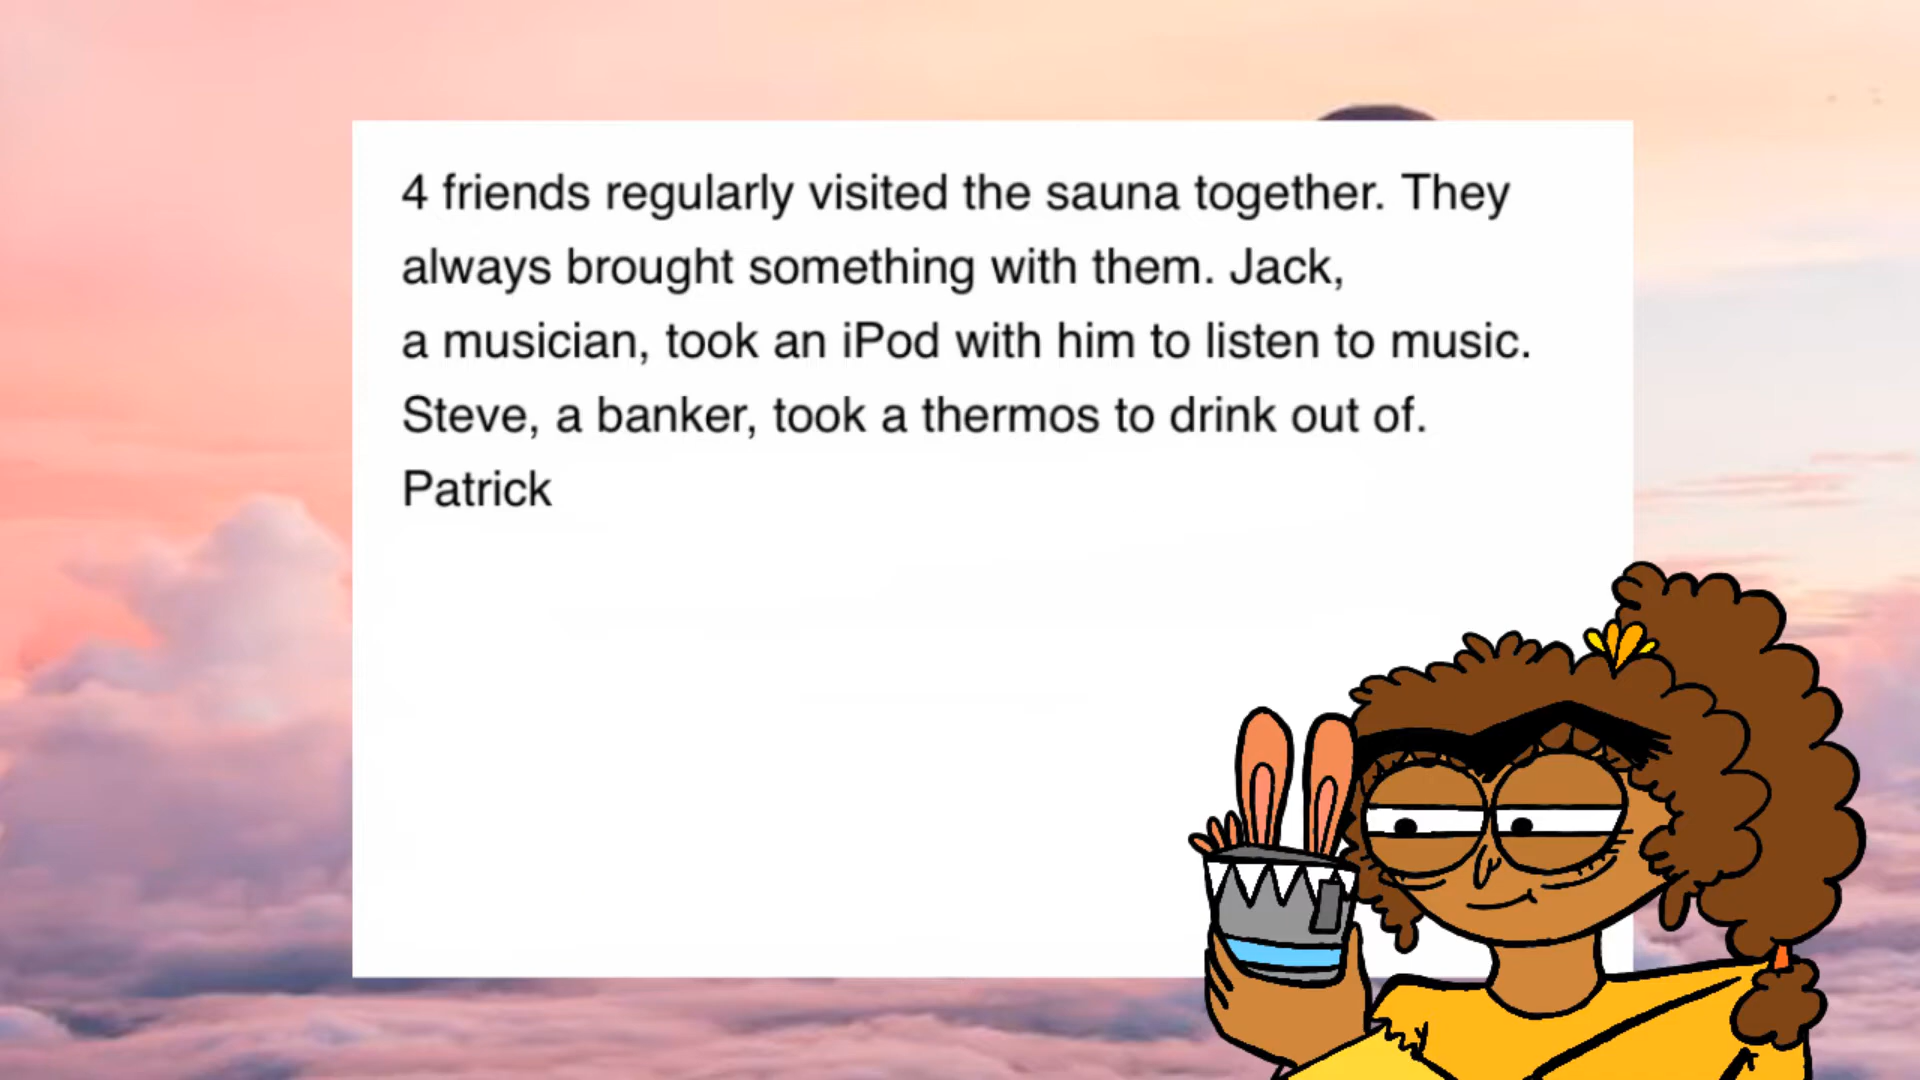 4 friends regularly visited the sauna together. They
always brought something with them. Jack,
a musician, took an iPod with him to listen to music.
Steve, a banker, took a thermos to drink out of.
Patrick